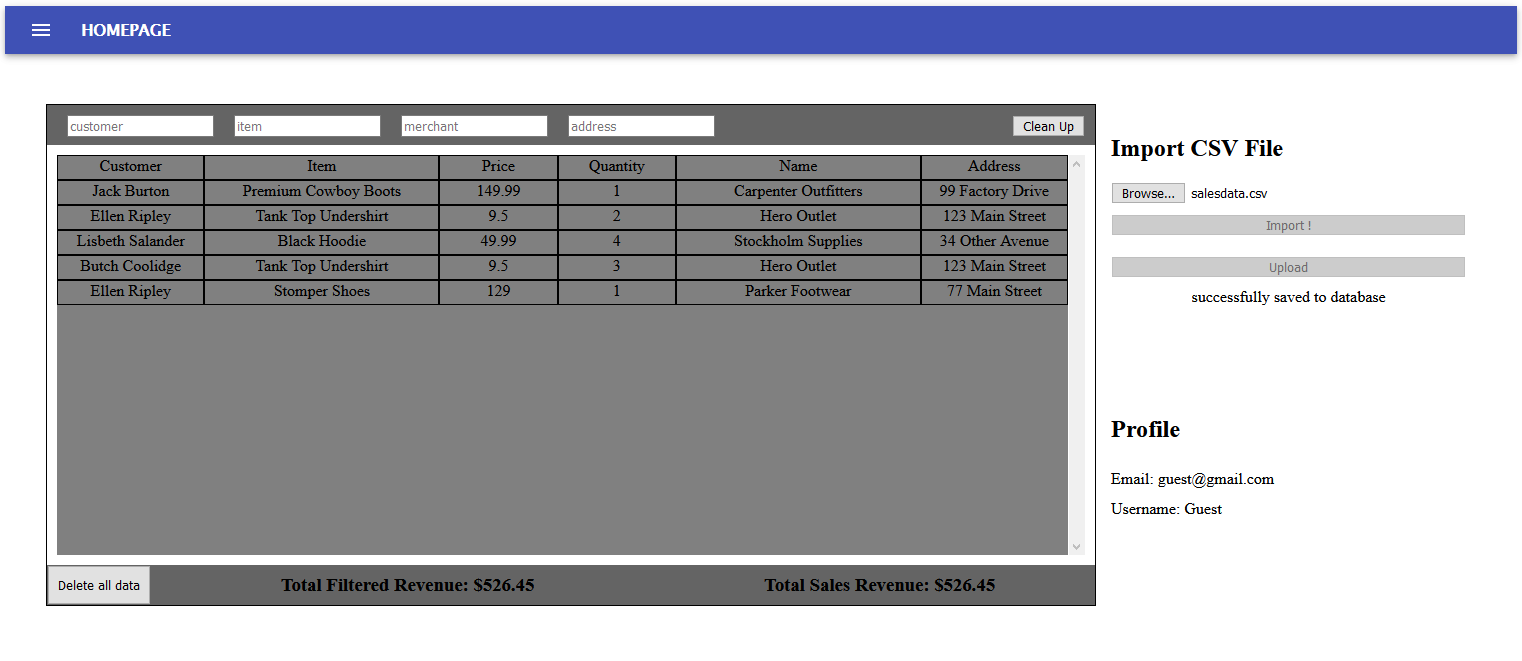 HOMEPAGE
customer item merchant address Clean Up
Customer Item Price Quantity Name Address
Jack Burton Premium Cowboy Boots 149.99 1 Carpenter Outfitters 99 Factory Drive
Ellen Ripley Tank Top Undershirt 9.5 2 Hero Outlet 123 Main Street
Lisbeth Salander Black Hoodie 49.99 4 Stockholm Supplies 34 Other Avenue
Butch Coolidge Tank Top Undershirt 9.5 3 Hero Outlet 123 Main Street
Ellen Ripley Stomper Shoes 129 1 Parker Footwear 77 Main Street
Delete all data Total Filtered Revenue: $526.45 Total Sales Revenue: $526.45
Import CSV File
Browse... salesdata.csv
Import !
Upload
successfully saved to database
Profile
Email: guest@gmail.com
Username: Guest